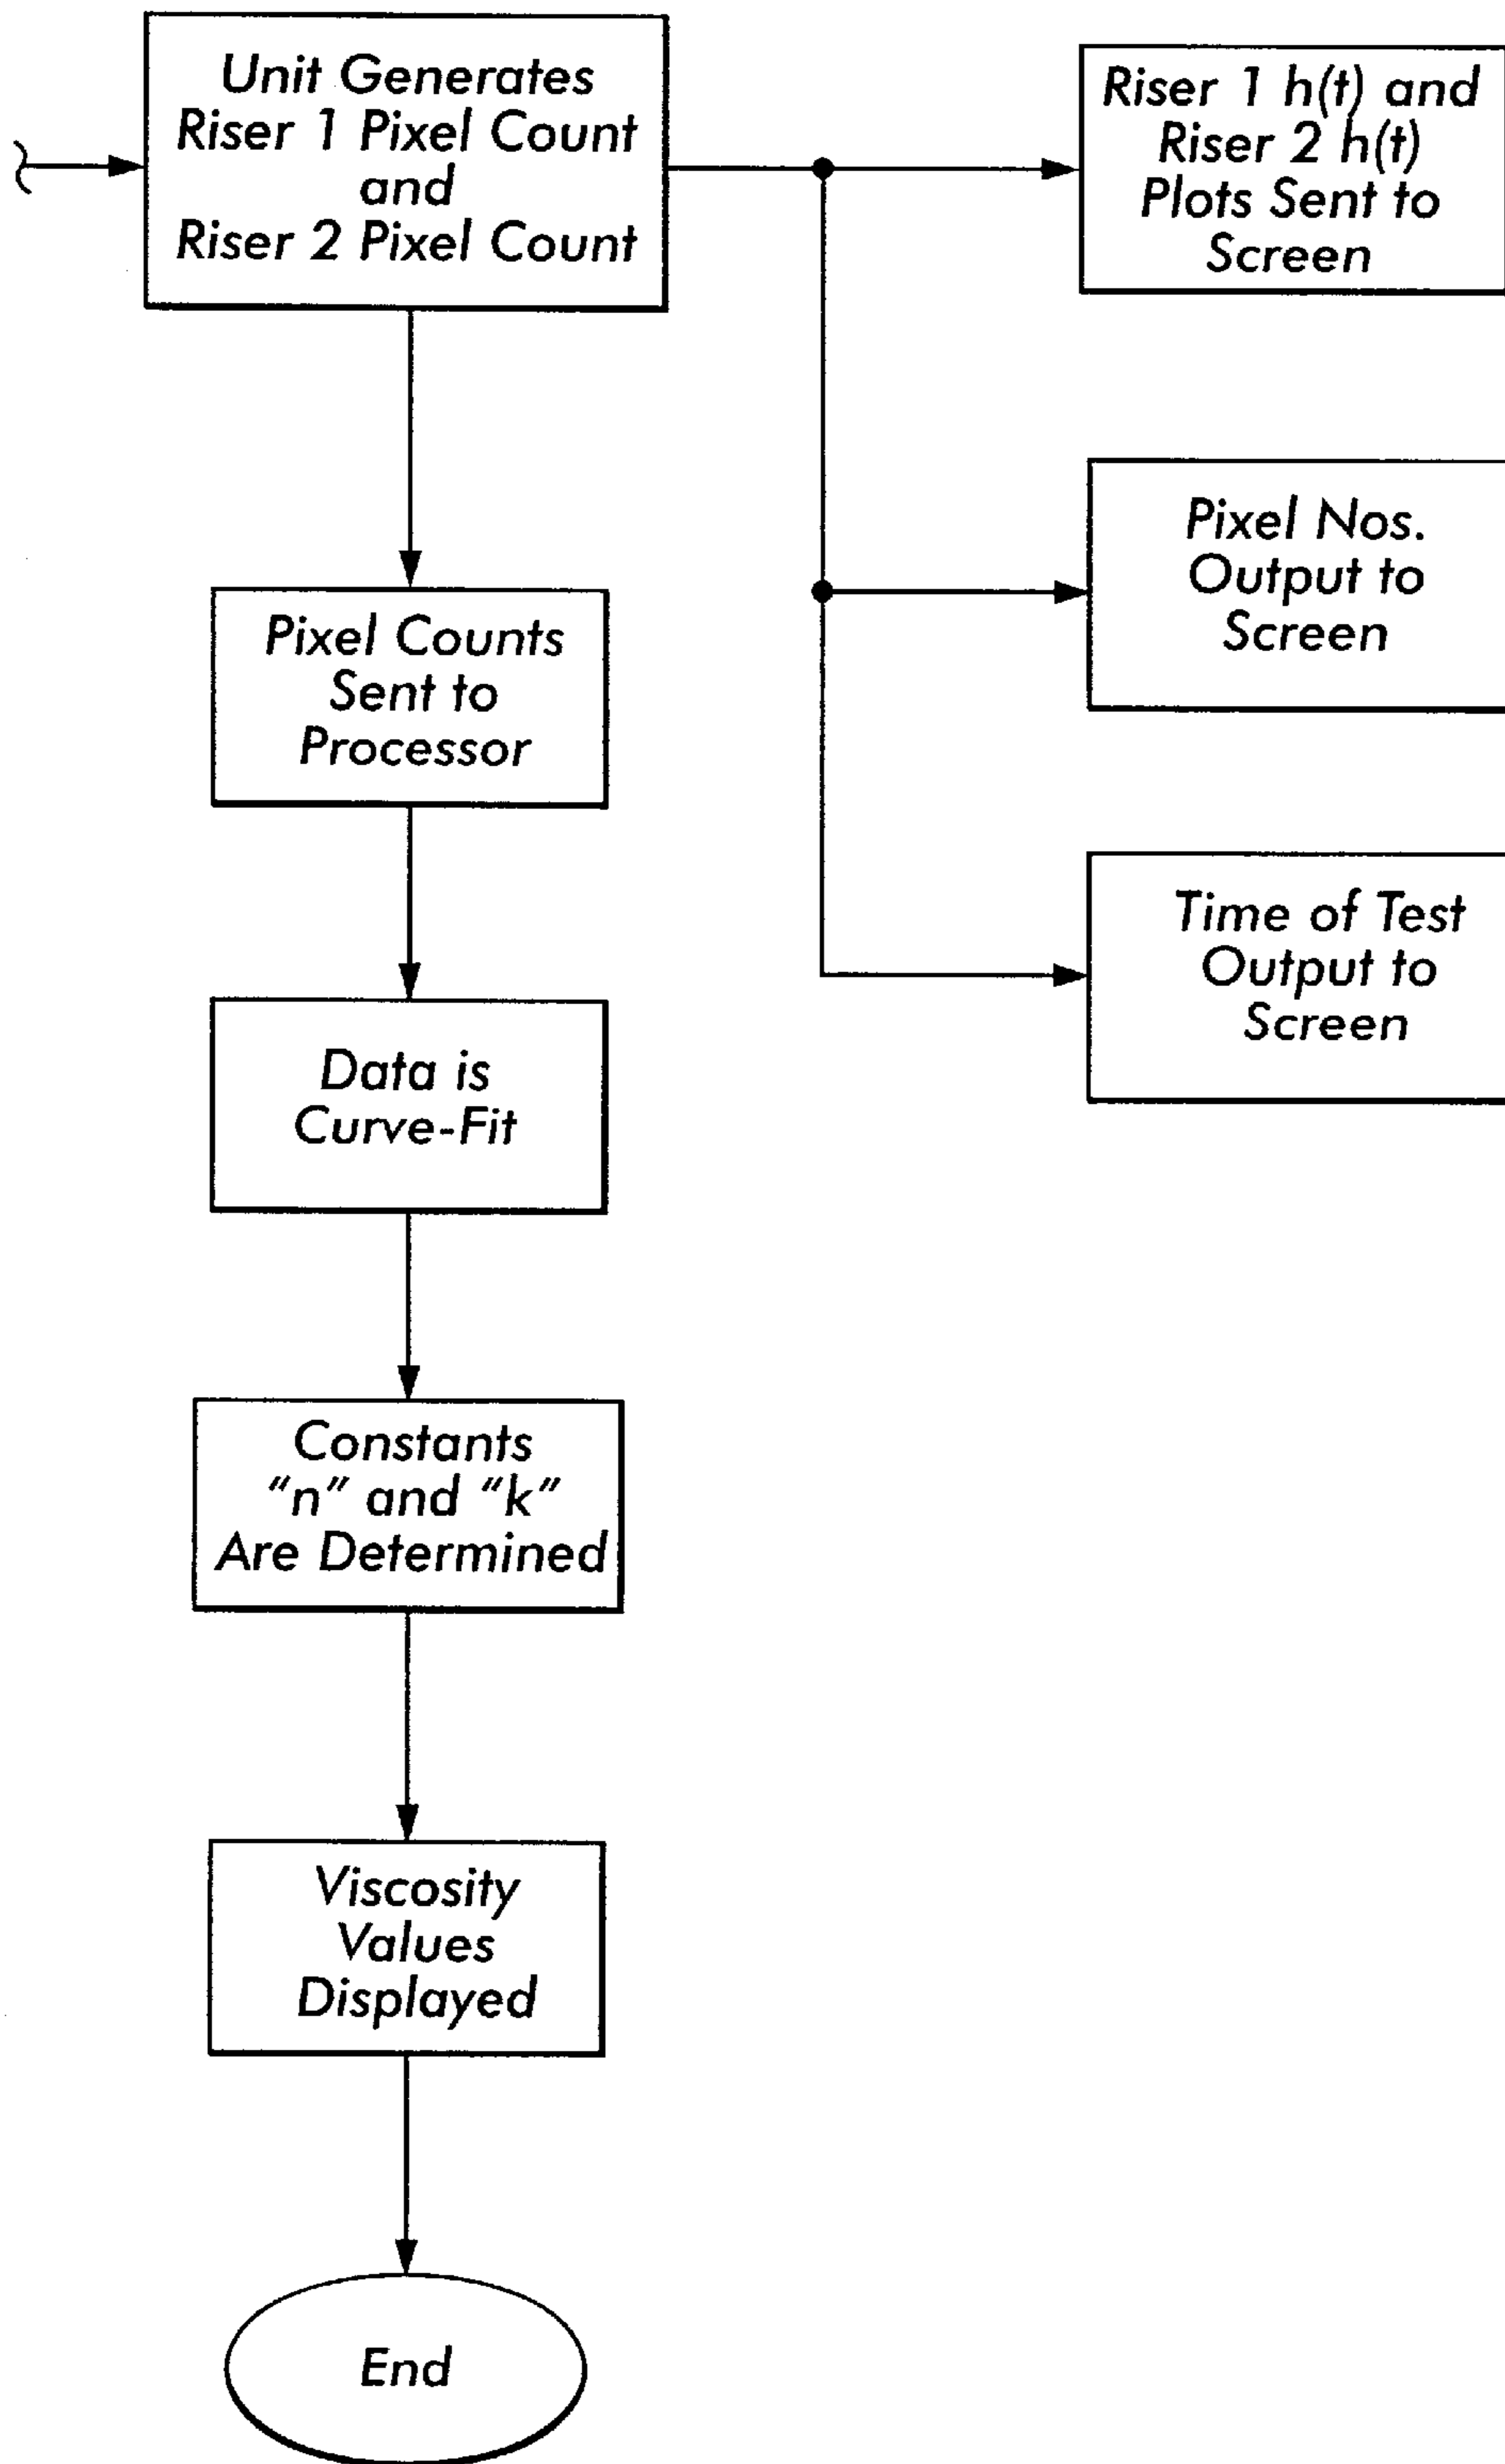 Unit Generates
Riser 1 Pixel Count
and
Riser 2 Pixel Count
Riser 1 h(t) and
Riser 2 h(t)
Plots Sent to
Screen
Pixel Nos.
Output to
Screen
Pixel Counts
Sent to
Processor
Time of Test
Output to
Screen
Data is
Curve-Fit
Constants
“n” and “k”
Are Determined
Viscosity
Values
Displayed
End